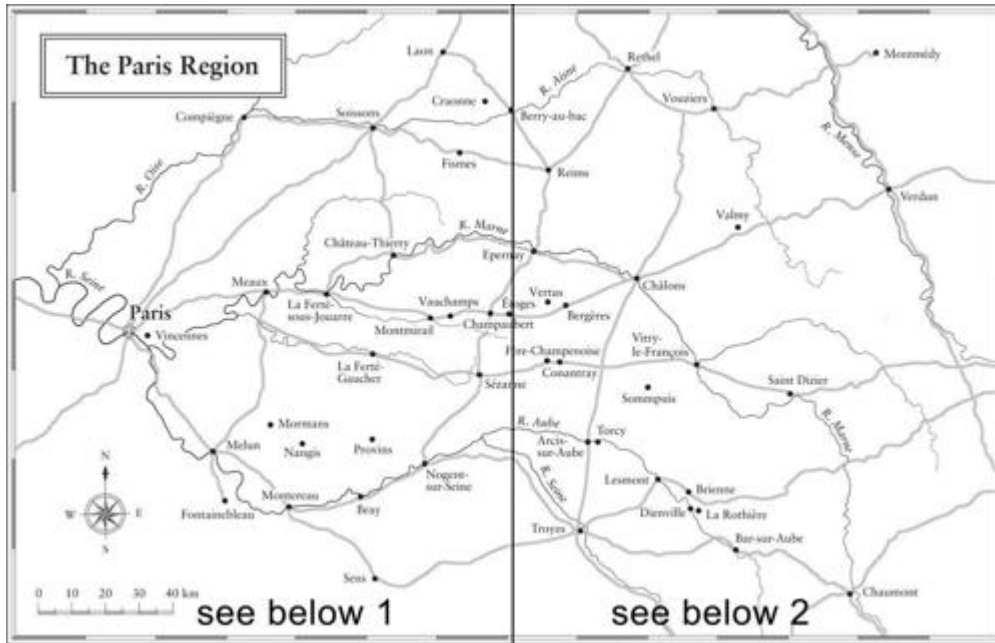 The Paris Region
Laon
Rethel
Montmédy
R. Aisne
Craonne
Vouziers
Compiègne
Soissons
Berry-au-bac
R. Meuse
R. Oise
Fismes
Reims
Verdun
Valmy
R. Marne
Château-Thierry
Epernay
R. Seine
Meaux
Châlons
La Ferté-
sous-Jouarre
Vauchamps
Étoges
Vertus
Paris
Montmirail
Champaubert
Bergères
Vincennes
Fère-Champenoise
Vitry-
le-François
La Ferté-
Gaucher
Conantray
Sézanne
Saint Dizier
Sommpuis
R. Aube
R. Marne
Mormans
Arcis-
sur-Aube
Torcy
Melun
Nangis
Provins
N
Nogent-
sur-Seine
R. Seine
Lesmont
Brienne
W
E
Montereau
Fontainebleau
Bray
Dienville
La Rothière
Troyes
S
Bar-sur-Aube
Sens
0 10 20 30 40 km
Chaumont
see below 1
see below 2